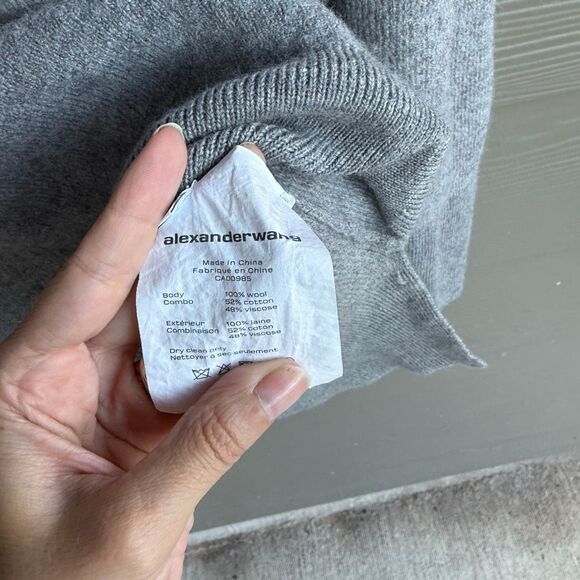 alexanderwang
Made in China
Fabrique en Chine
CA00985
Body 100% wool
Combo 52% cotton
48% viscose
Extérieur 100% laine
Combinaison 52% coton
48% viscose
Dry clean only
Nettoyer à sec seulement